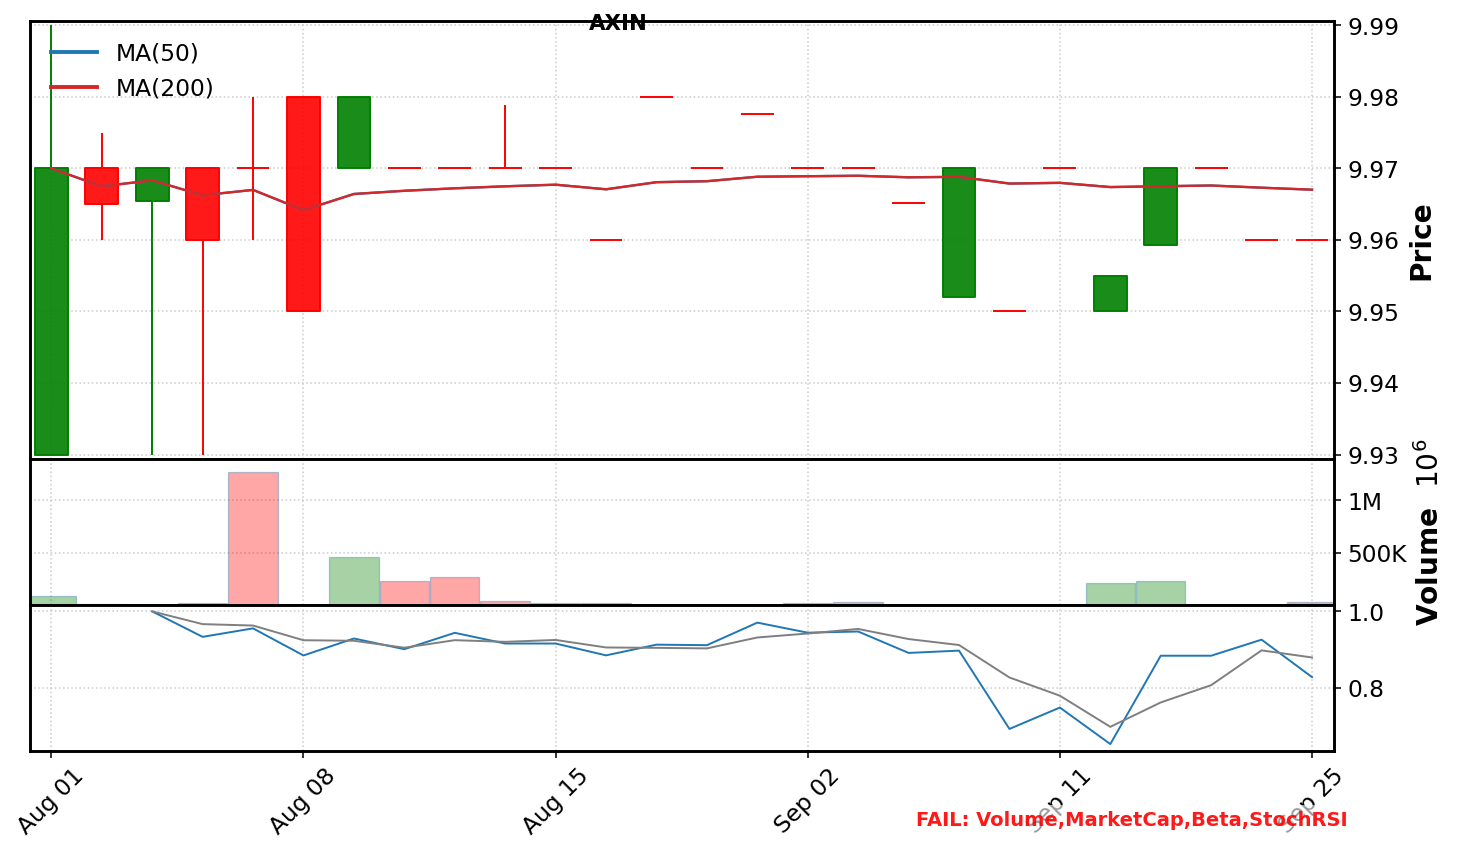 AXIN
MA(50)
MA(200)
9.99
9.98
9.97
9.96
9.95
9.94
9.93
Price
1M
500K
Volume 10⁶
1.0
0.8
Aug 01
Aug 08
Aug 15
Sep 02
Sep 11
Sep 25
FAIL: Volume,MarketCap,Beta,StochRSI